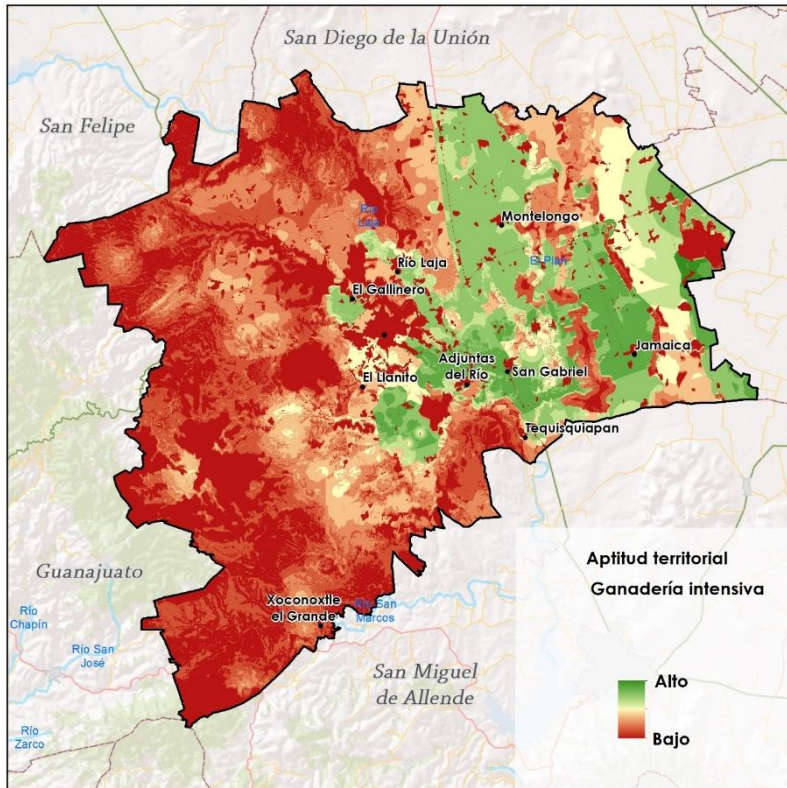 San Diego de la Unión
San Felipe
Montelongo
Laja
El Plan
Río Laja
El Gallinero
Jamaica
Adjuntas
del Río
San Gabriel
El Llanito
Tequisquiapan
Aptitud territorial
Ganadería intensiva
Guanajuato
Xoconoxtle
el Grande
San
Marcos
Río
Chapín
Río San
José
San Miguel
de Allende
Alto
Bajo
Río
Zarco